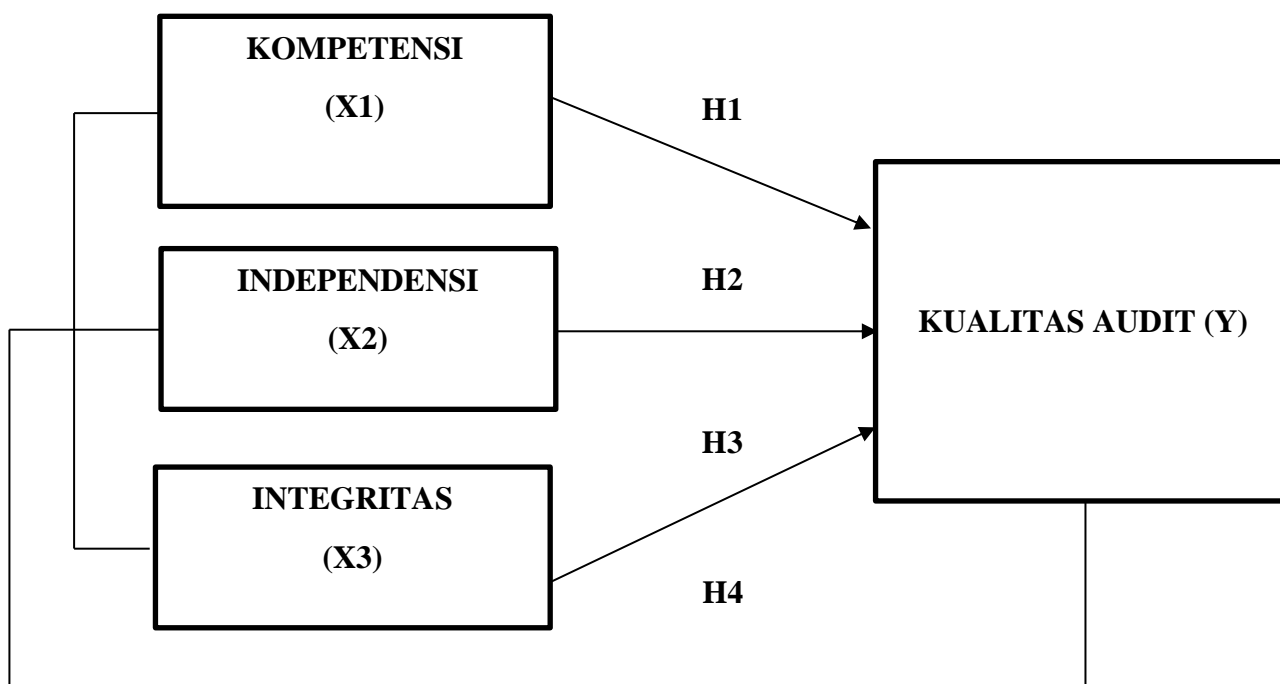 KOMPETENSI
(X1)
H1
INDEPENDENSI
(X2)
H2
KUALITAS AUDIT (Y)
H3
INTEGRITAS
(X3)
H4